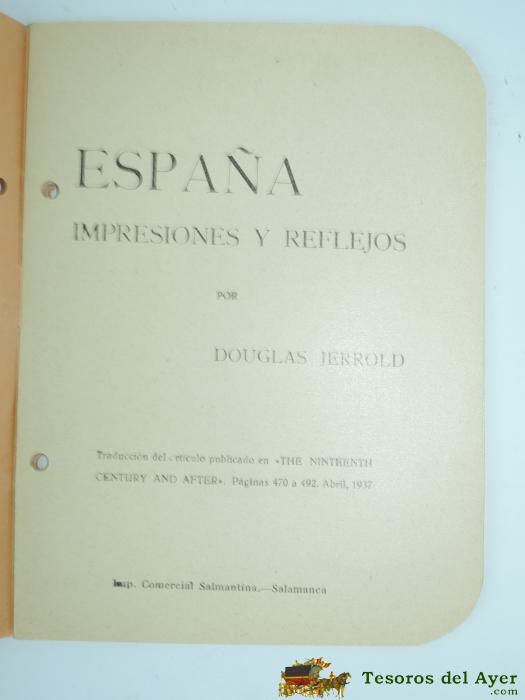 ESPAÑA
IMPRESIONES Y REFLEJOS
POR
DOUGLAS JERROLD
Traducción del artículo publicado en «THE NINTEENTH
CENTURY AND AFTER». Páginas 470 a 492. Abril, 1937
Imp. Comercial Salmantina.—Salamanca
Tesoros del Ayer
.com